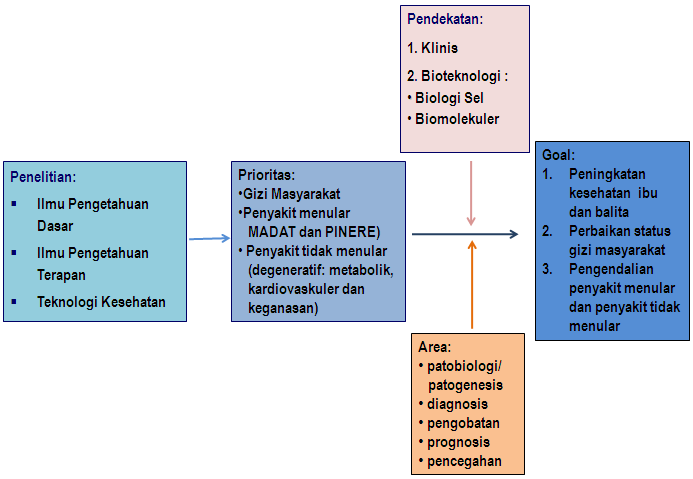 Penelitian:
▪ Ilmu Pengetahuan
Dasar
▪ Ilmu Pengetahuan
Terapan
▪ Teknologi Kesehatan
Prioritas:
•Gizi Masyarakat
•Penyakit menular
MADAT dan PINERE)
• Penyakit tidak menular
(degeneratif: metabolik,
kardiovaskuler dan
keganasan)
Pendekatan:
1. Klinis
2. Bioteknologi :
• Biologi Sel
• Biomolekuler
Area:
• patobiologi/
patogenesis
• diagnosis
• pengobatan
• prognosis
• pencegahan
Goal:
1. Peningkatan
kesehatan ibu
dan balita
2. Perbaikan status
gizi masyarakat
3. Pengendalian
penyakit menular
dan penyakit tidak
menular